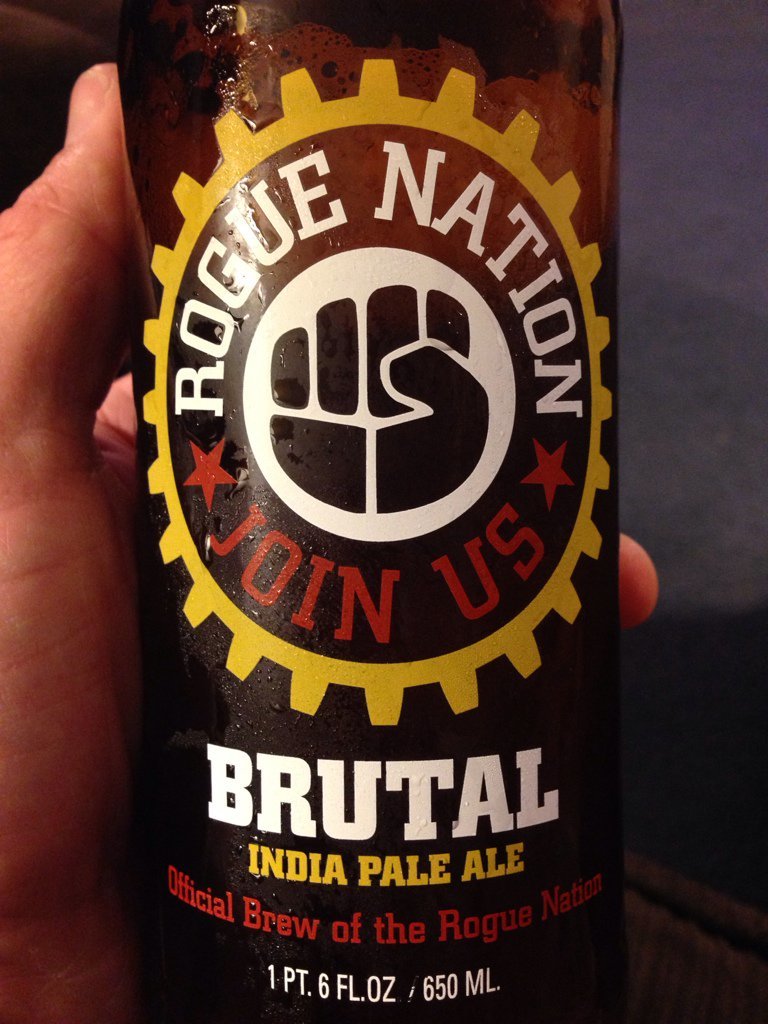 ROGUE NATION
JOIN US
BRUTAL
INDIA PALE ALE
Official Brew of the Rogue Nation
1 PT. 6 FL.OZ / 650 ML.